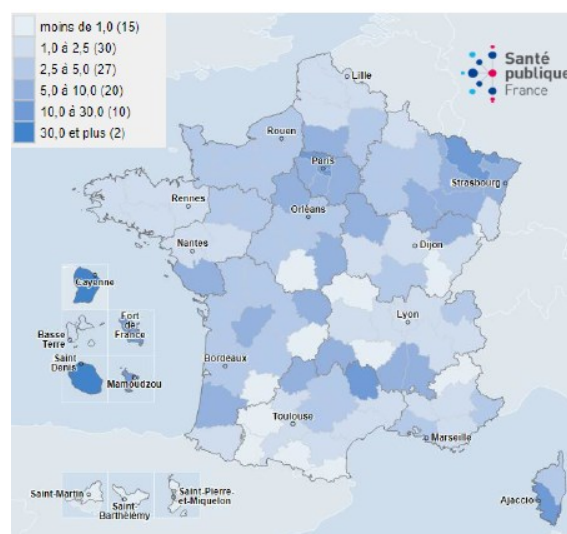 moins de 1,0 (15)
1,0 à 2,5 (30)
2,5 à 5,0 (27)
5,0 à 10,0 (20)
10,0 à 30,0 (10)
30,0 et plus (2)
Santé
publique
France
Lille
Rouen
Paris
Strasbourg
Rennes
Orléans
Nantes
Dijon
Cayenne
Lyon
Basse
Terre
Fort
de
France
Saint
Denis
Mamoudzou
Bordeaux
Toulouse
Marseille
Saint-Martin
Saint-
Barthélémy
Saint-Pierre-
et-Miquelon
Ajaccio